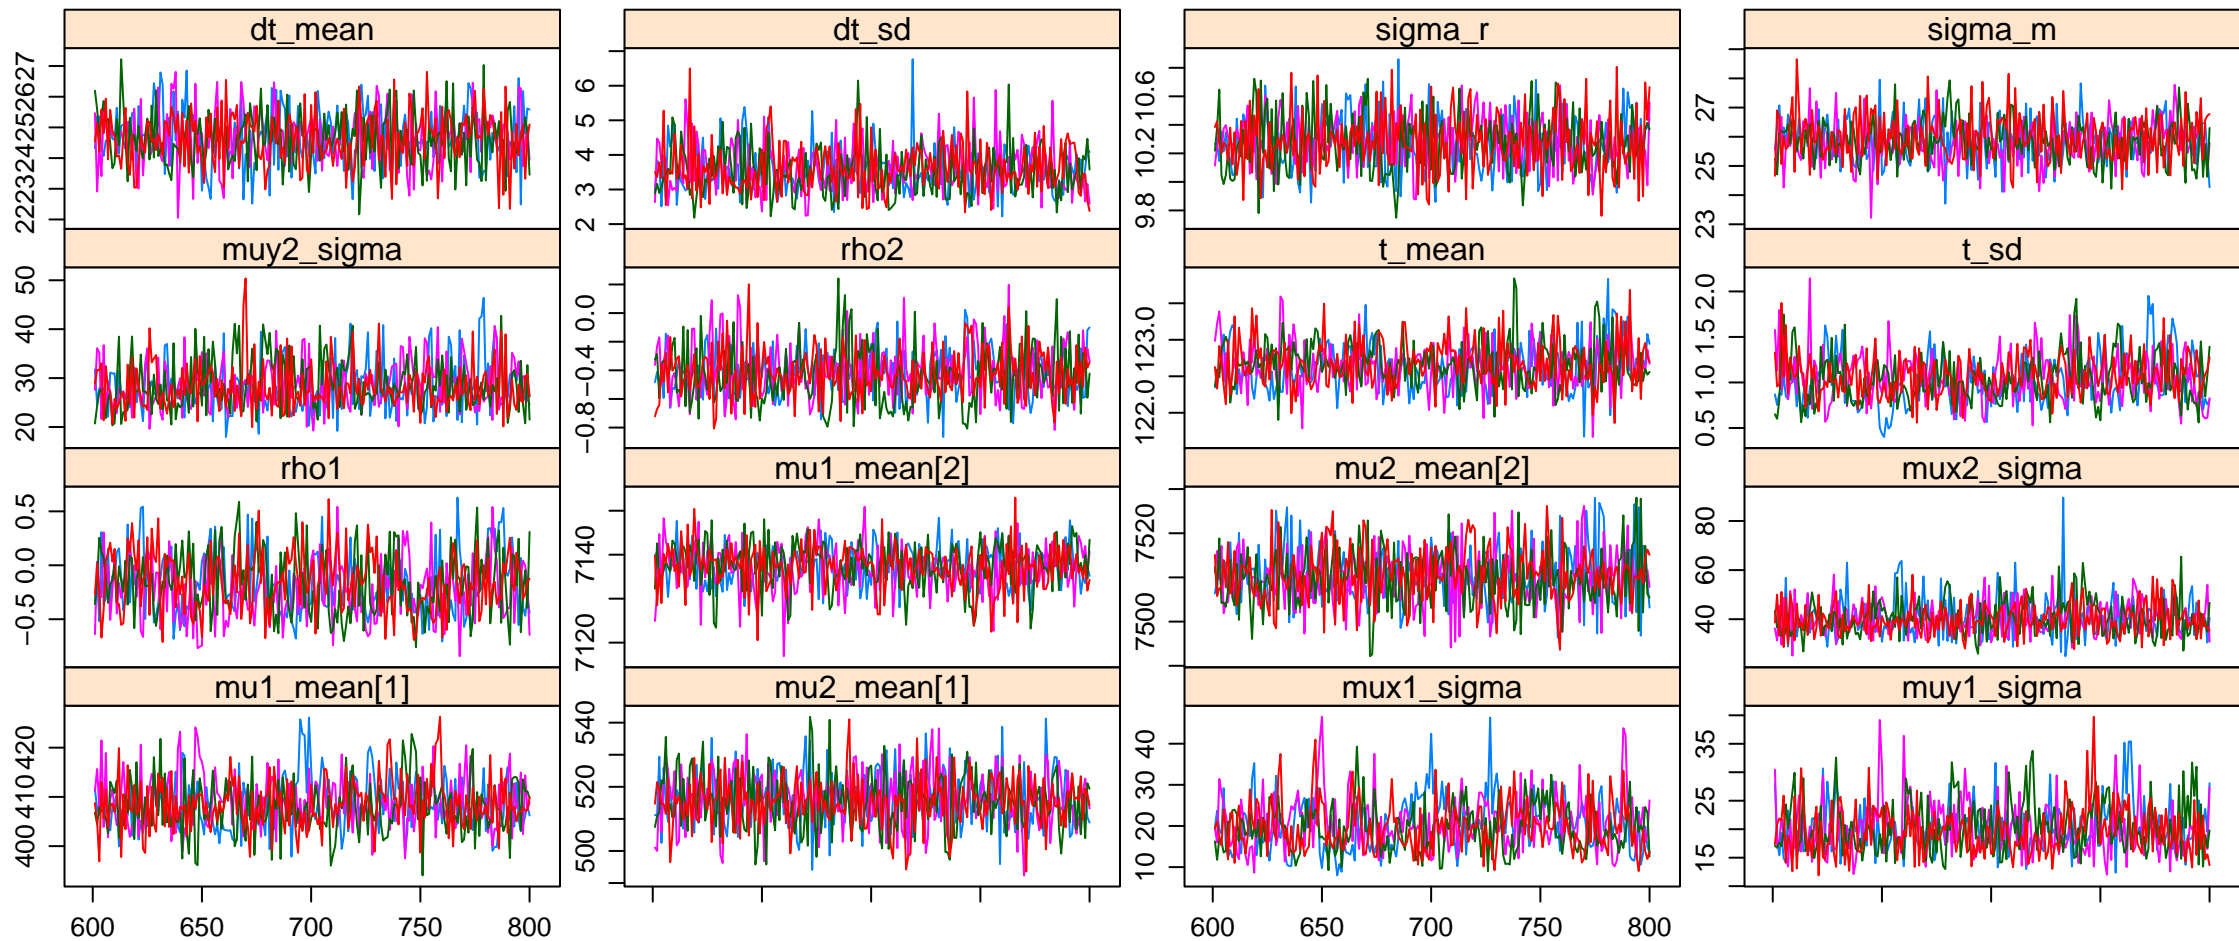 dt_mean dt_sd sigma_r sigma_m
22 23 24 25 26 27
2 3 4 5 6
9.8 10.2 10.6
23 25 27
muy2_sigma rho2 t_mean t_sd
20 30 40 50
−0.8 −0.4 0.0
122.0 123.0
0.5 1.0 1.5 2.0
rho1 mu1_mean[2] mu2_mean[2] mux2_sigma
−0.5 0.0 0.5
7120 7140
7500 7520
40 60 80
mu1_mean[1] mu2_mean[1] mux1_sigma muy1_sigma
400 410 420
500 520 540
10 20 30 40
15 25 35
600 650 700 750 800 600 650 700 750 800